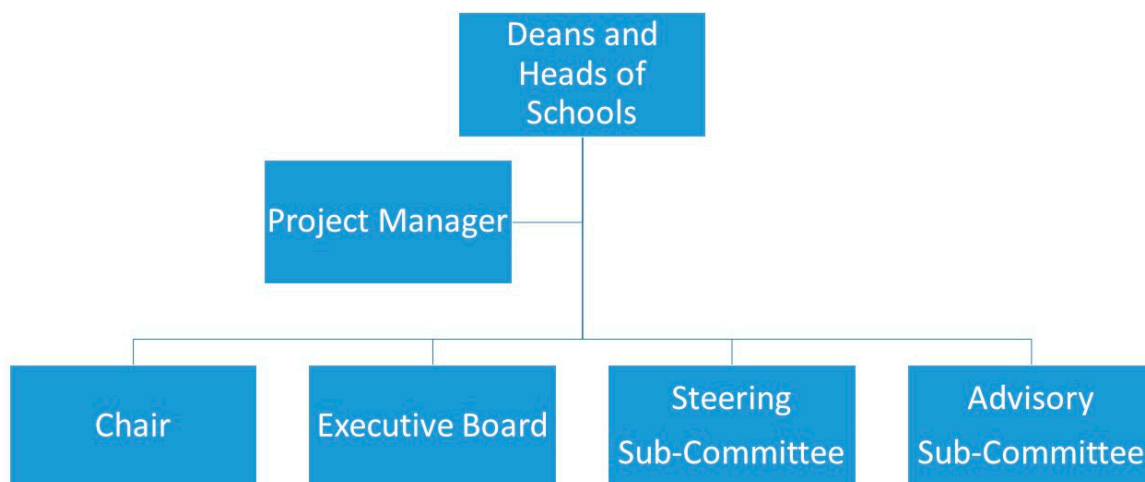 Deans and
Heads of
Schools
Project Manager
Chair
Executive Board
Steering
Sub-Committee
Advisory
Sub-Committee